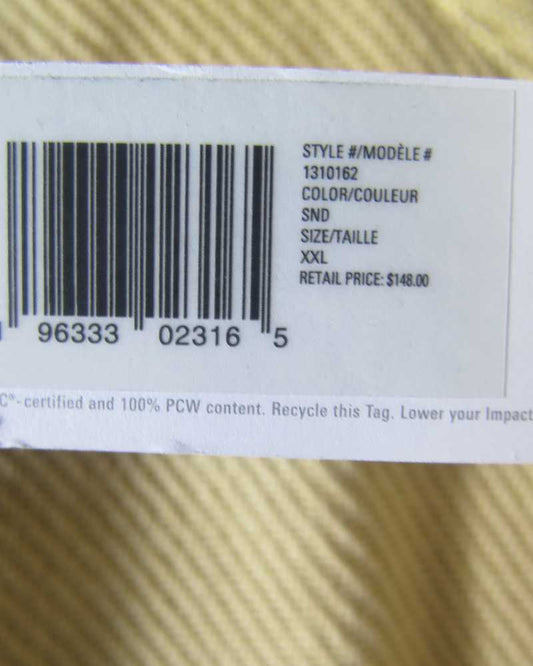 STYLE #/MODÈLE #
1310162
COLOR/COULEUR
SND
SIZE/TAILLE
XXL
RETAIL PRICE: $148.00
96333 02316 5
C®-certified and 100% PCW content. Recycle this Tag. Lower your Impact